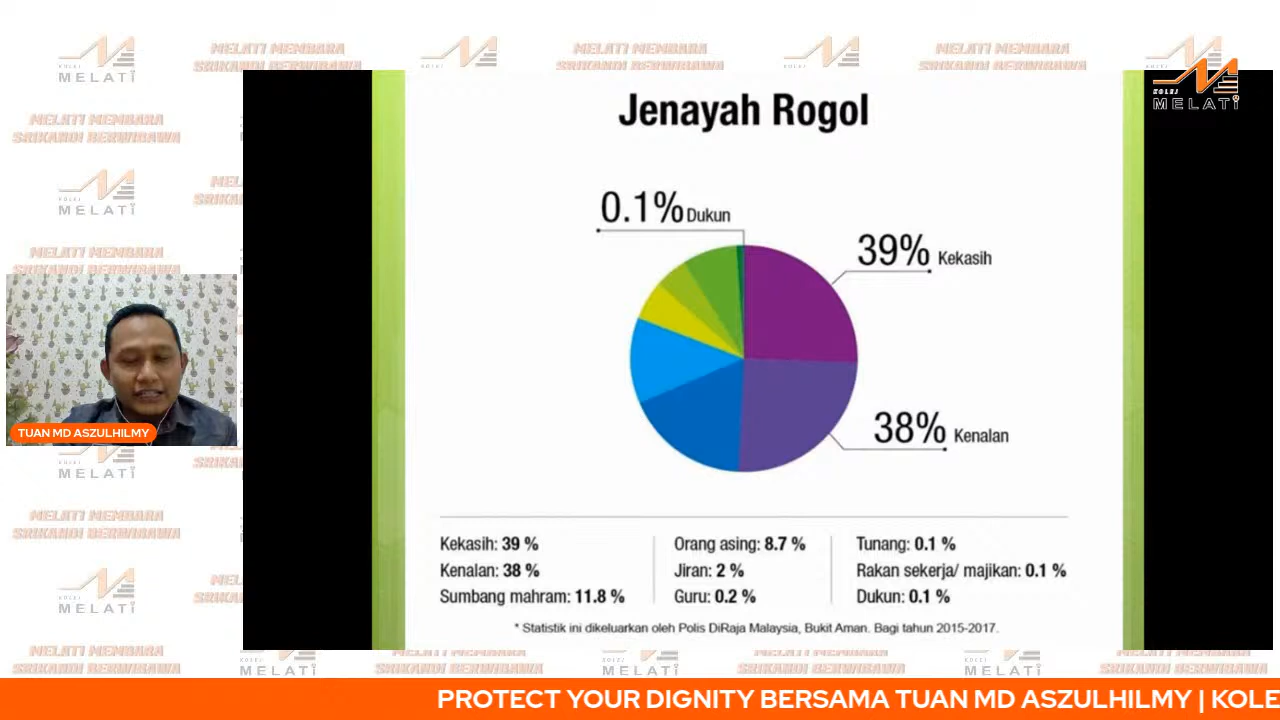 MELATI MEMBARA
SRIKANDI BERWIBAWA
KOLEJ
MELATI
Jenayah Rogol
0.1% Dukun
39% Kekasih
38% Kenalan
Kekasih: 39 %
Kenalan: 38 %
Sumbang mahram: 11.8 %
Orang asing: 8.7 %
Jiran: 2 %
Guru: 0.2 %
Tunang: 0.1 %
Rakan sekerja/ majikan: 0.1 %
Dukun: 0.1 %
* Statistik ini dikeluarkan oleh Polis DiRaja Malaysia, Bukit Aman. Bagi tahun 2015-2017.
TUAN MD ASZULHILMY
PROTECT YOUR DIGNITY BERSAMA TUAN MD ASZULHILMY | KOLE